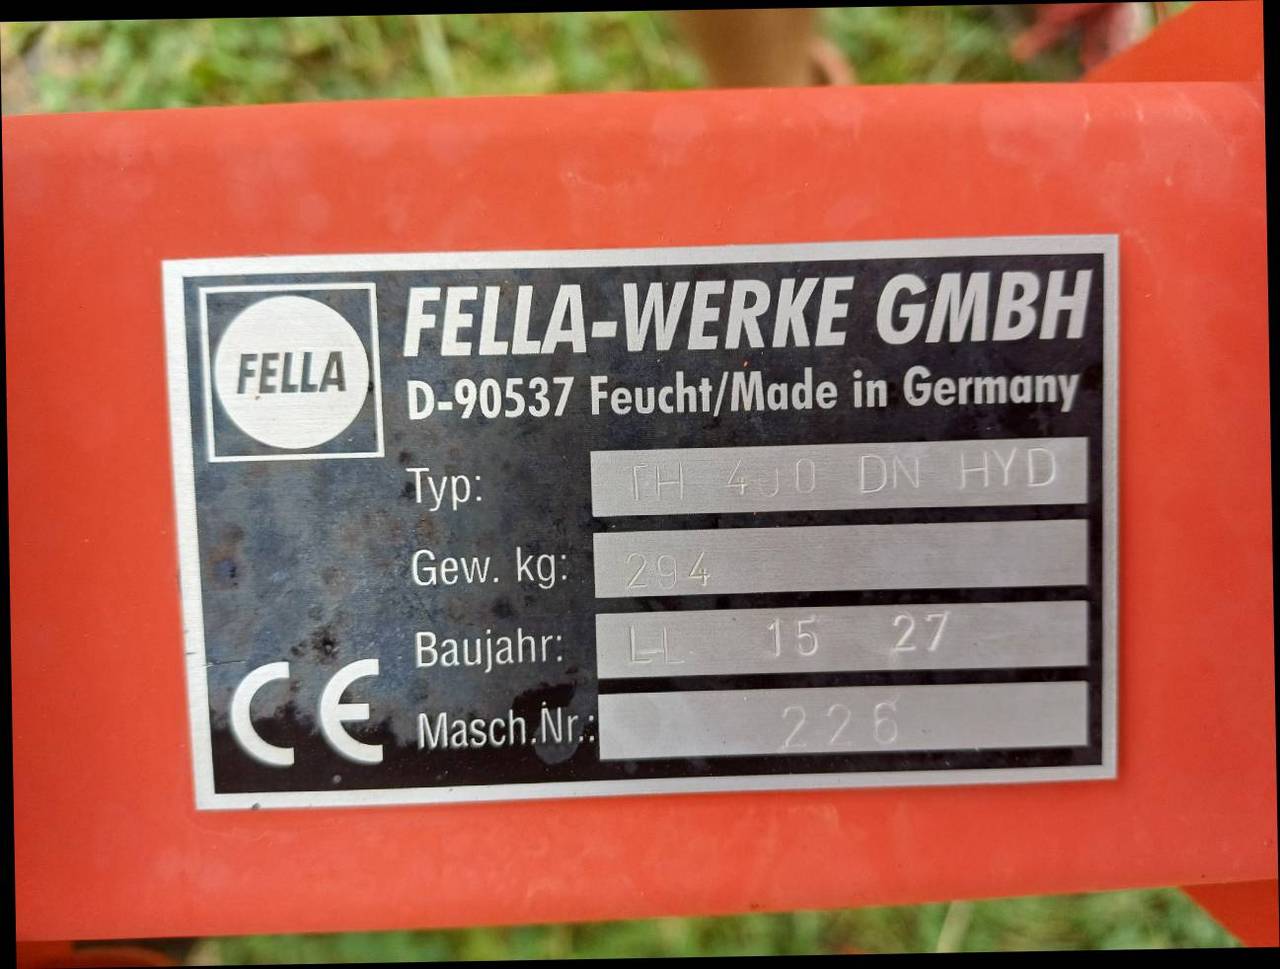 FELLA
FELLA-WERKE GMBH
D-90537 Feucht/Made in Germany
Typ: TH 400 DN HYD
Gew. kg: 294
Baujahr: LL 15 27
Masch.Nr.: 226
CE